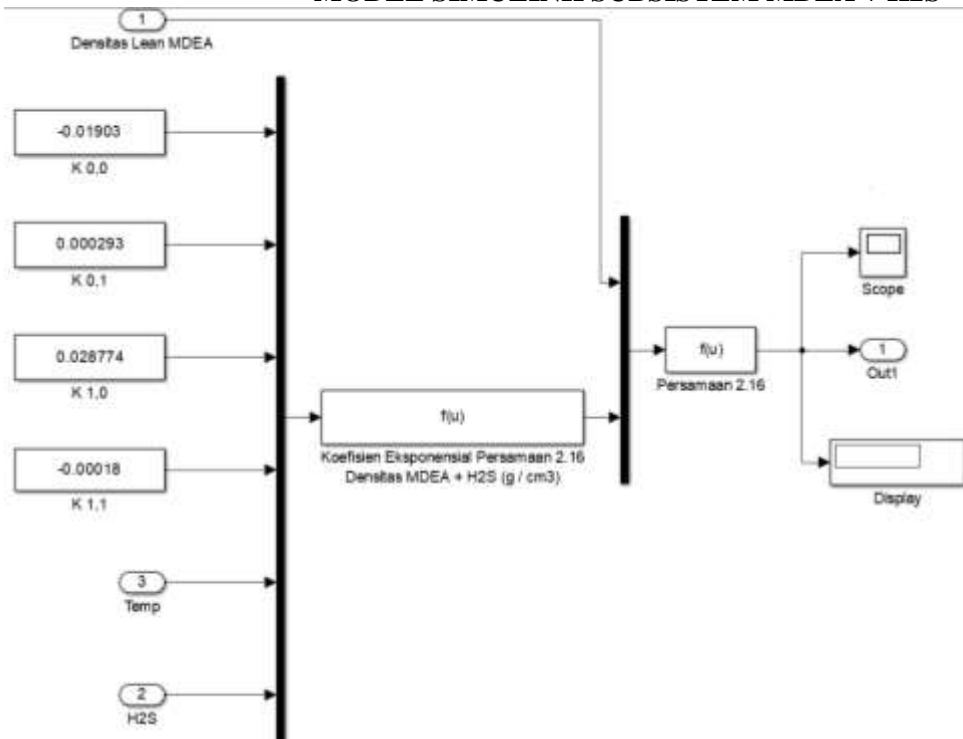 1
Densitas Lean MDEA
-0.01903
K 0,0
0.000293
K 0,1
0.028774
K 1,0
-0.00018
K 1,1
3
Temp
2
H2S
f(u)
Koefisien Eksponensial Persamaan 2.16
Densitas MDEA + H2S (g / cm3)
f(u)
Persamaan 2.16
Scope
1
Out1
Display